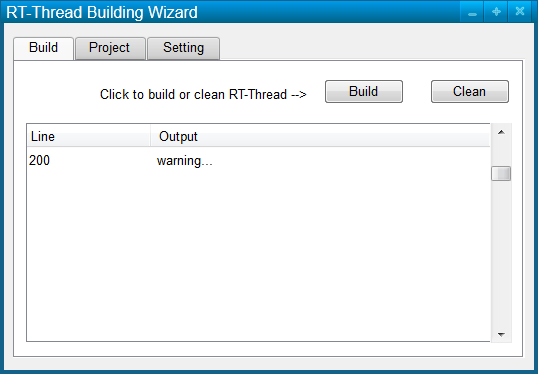 RT-Thread Building Wizard
Build Project Setting
Click to build or clean RT-Thread --> Build Clean
Line Output
200 warning...